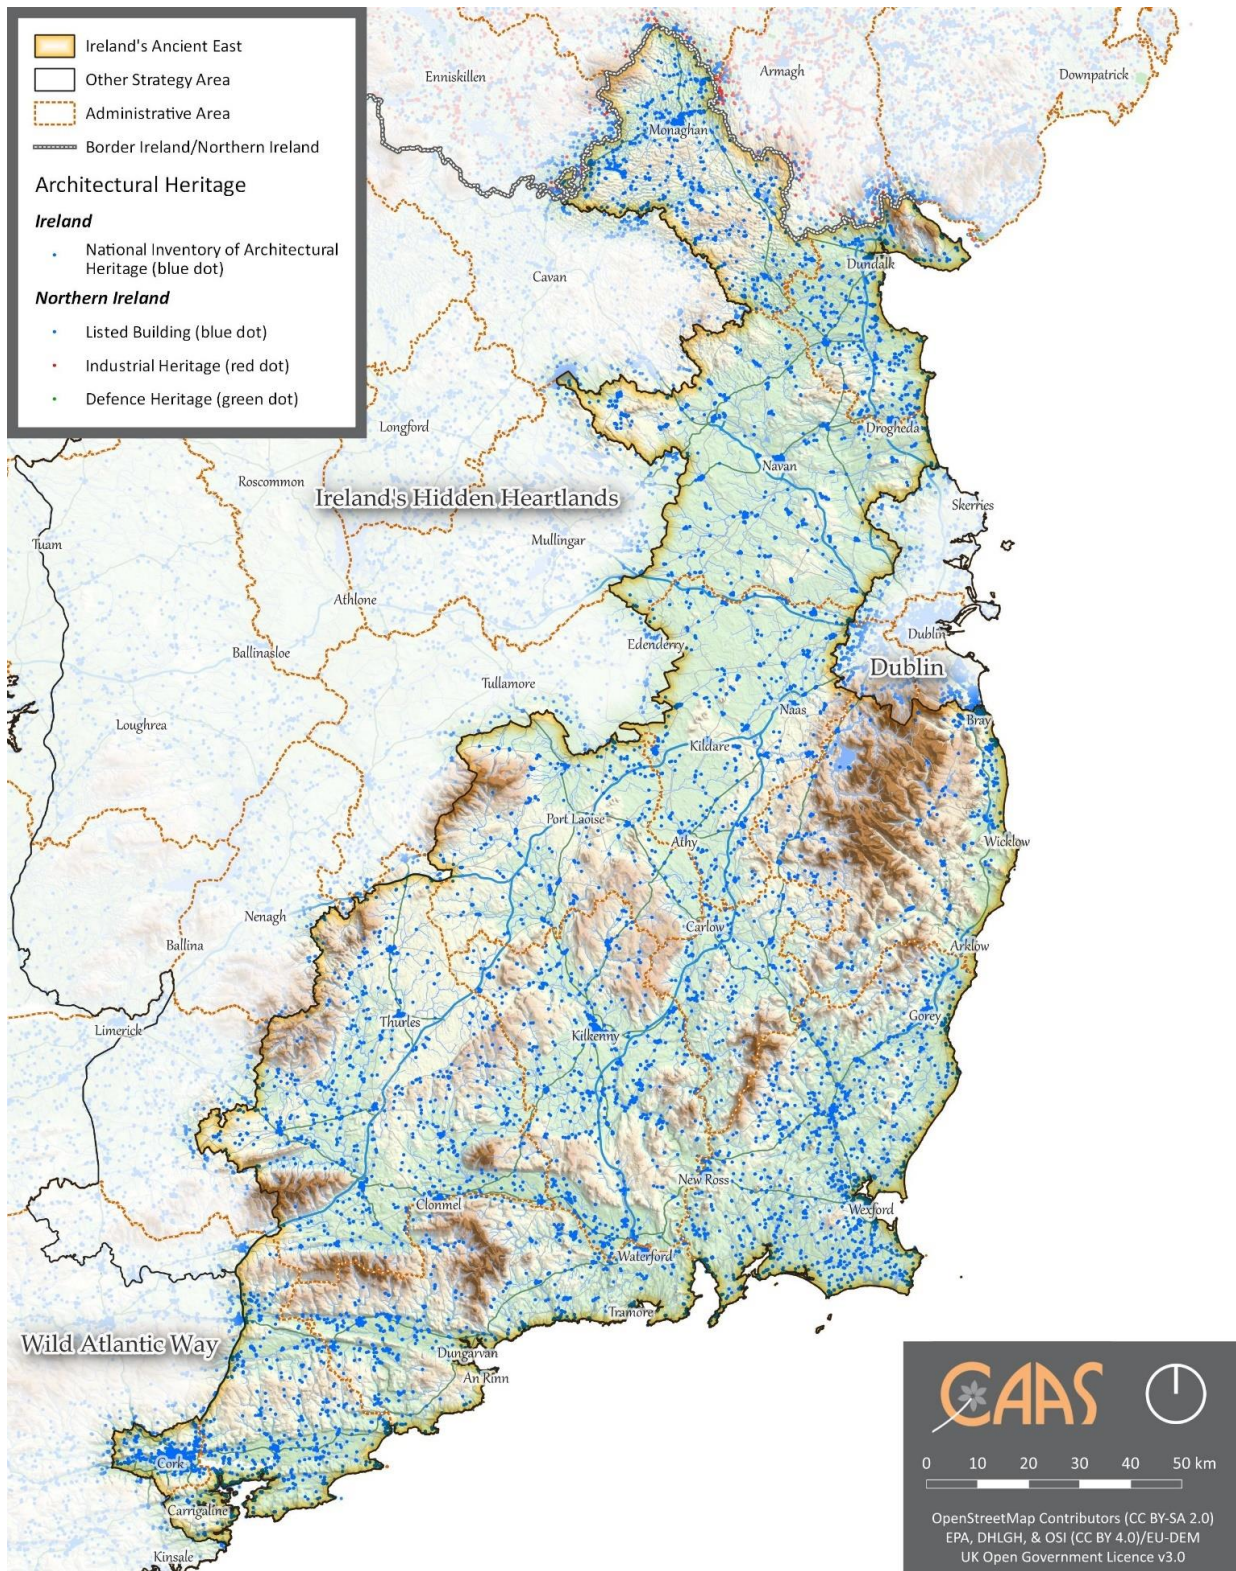 Ireland's Ancient East
Other Strategy Area
Administrative Area
Border Ireland/Northern Ireland
Architectural Heritage
Ireland
National Inventory of Architectural
Heritage (blue dot)
Northern Ireland
Listed Building (blue dot)
Industrial Heritage (red dot)
Defence Heritage (green dot)
Enniskillen
Armagh
Downpatrick
Monaghan
Cavan
Dundalk
Longford
Drogheda
Navan
Roscommon
Ireland's Hidden Heartlands
Skerries
Tuam
Mullingar
Athlone
Dublin
Edenderry
Ballinasloe
Dublin
Tullamore
Naas
Loughrea
Bray
Kildare
Port Laoise
Athy
Wicklow
Nenagh
Carlow
Ballina
Arklow
Gorey
Thurles
Limerick
Kilkenny
New Ross
Clonmel
Wexford
Waterford
Tramore
Wild Atlantic Way
Dungarvan
An Rinn
Cork
Carrigaline
Kinsale
CAAS
0 10 20 30 40 50 km
OpenStreetMap Contributors (CC BY-SA 2.0)
EPA, DHLGH, & OSI (CC BY 4.0)/EU-DEM
UK Open Government Licence v3.0